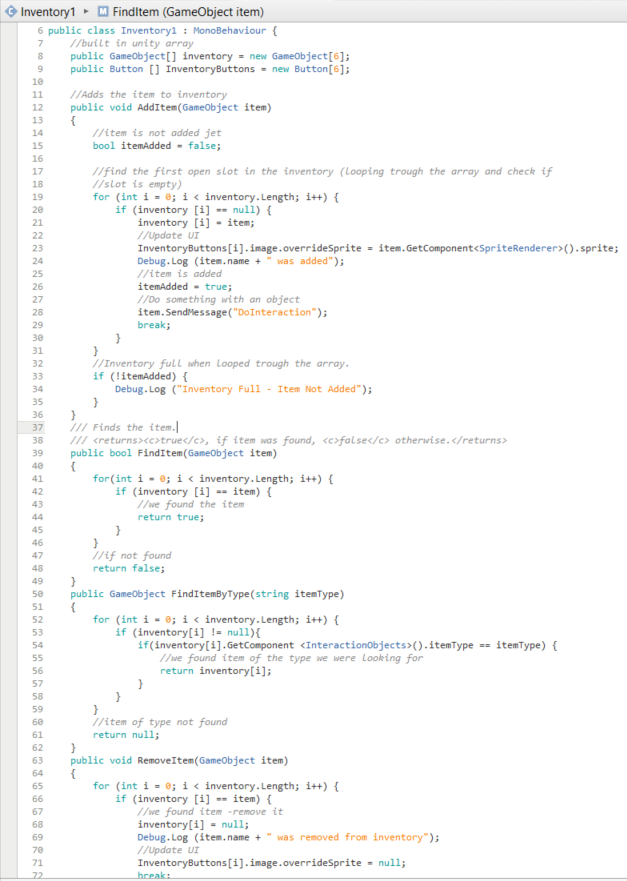 Inventory1 ▸ M FindItem (GameObject item)
6 public class Inventory1 : MonoBehaviour {
7 //built in unity array
8 public GameObject[] inventory = new GameObject[6];
9 public Button [] InventoryButtons = new Button[6];
10
11 //Adds the item to inventory
12 public void AddItem(GameObject item)
13 {
14 //item is not added jet
15 bool itemAdded = false;
16
17 //find the first open slot in the inventory (looping trough the array and check if
18 //slot is empty)
19 for (int i = 0; i < inventory.Length; i++) {
20 if (inventory [i] == null) {
21 inventory [i] = item;
22 //Update UI
23 InventoryButtons[i].image.overrideSprite = item.GetComponent<SpriteRenderer>().sprite;
24 Debug.Log (item.name + " was added");
25 //item is added
26 itemAdded = true;
27 //Do something with an object
28 item.SendMessage("DoInteraction");
29 break;
30 }
31 }
32 //Inventory full when looped trough the array.
33 if (!itemAdded) {
34 Debug.Log ("Inventory Full - Item Not Added");
35 }
36 }
37 /// Finds the item.
38 /// <returns><c>true</c>, if item was found, <c>false</c> otherwise.</returns>
39 public bool FindItem(GameObject item)
40 {
41 for(int i = 0; i < inventory.Length; i++) {
42 if (inventory [i] == item) {
43 //we found the item
44 return true;
45 }
46 }
47 //if not found
48 return false;
49 }
50 public GameObject FindItemByType(string itemType)
51 {
52 for (int i = 0; i < inventory.Length; i++) {
53 if (inventory[i] != null){
54 if(inventory[i].GetComponent <InteractionObjects>().itemType == itemType) {
55 //we found item of the type we were looking for
56 return inventory[i];
57 }
58 }
59 }
60 //item of type not found
61 return null;
62 }
63 public void RemoveItem(GameObject item)
64 {
65 for (int i = 0; i < inventory.Length; i++) {
66 if (inventory [i] == item) {
67 //we found item -remove it
68 inventory[i] = null;
69 Debug.Log (item.name + " was removed from inventory");
70 //Update UI
71 InventoryButtons[i].image.overrideSprite = null;
72 break;